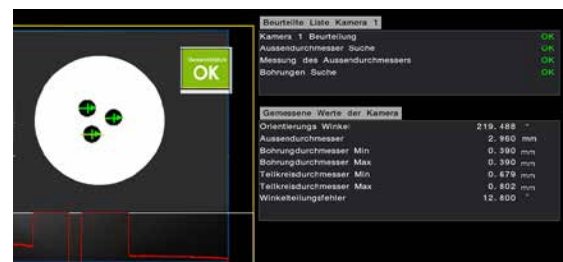 OK
Beurteilte Liste Kamera 1
Kamera 1 Beurteilung OK
Aussendurchmesser Suche OK
Messung des Aussendurchmessers OK
Bohrungen Suche OK
Gemessene Werte der Kamera
Orientierungs Winkel 219.488 °
Aussendurchmesser 2.960 mm
Bohrungdurchmesser Min 0.390 mm
Bohrungdurchmesser Max 0.390 mm
Teilkreisdurchmesser Min 0.679 mm
Teilkreisdurchmesser Max 0.802 mm
Winkelteilungsfehler 12.800 °